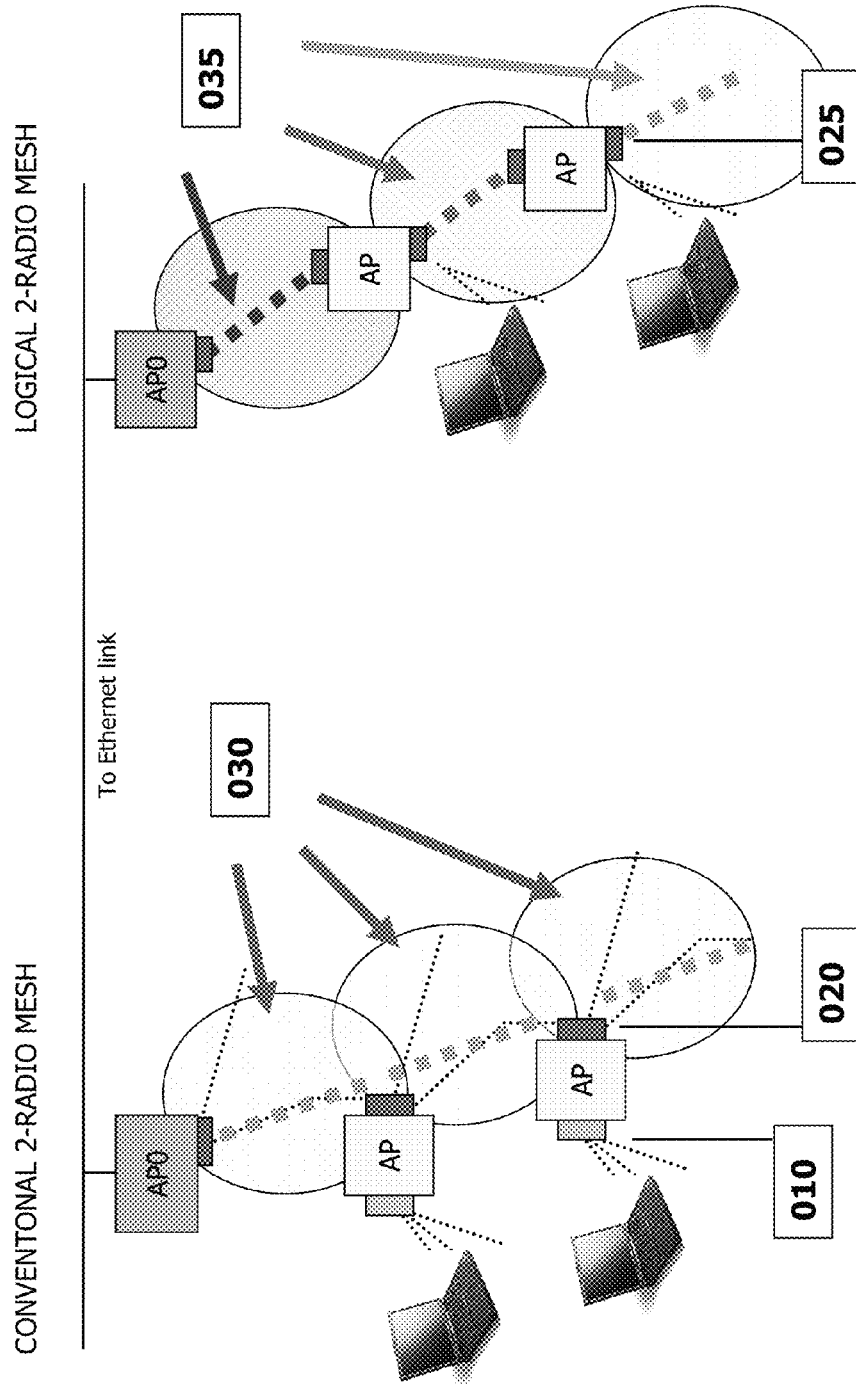 CONVENTONAL 2-RADIO MESH
LOGICAL 2-RADIO MESH
To Ethernet link
AP0
AP
AP
030
010
020
AP0
AP
AP
035
025